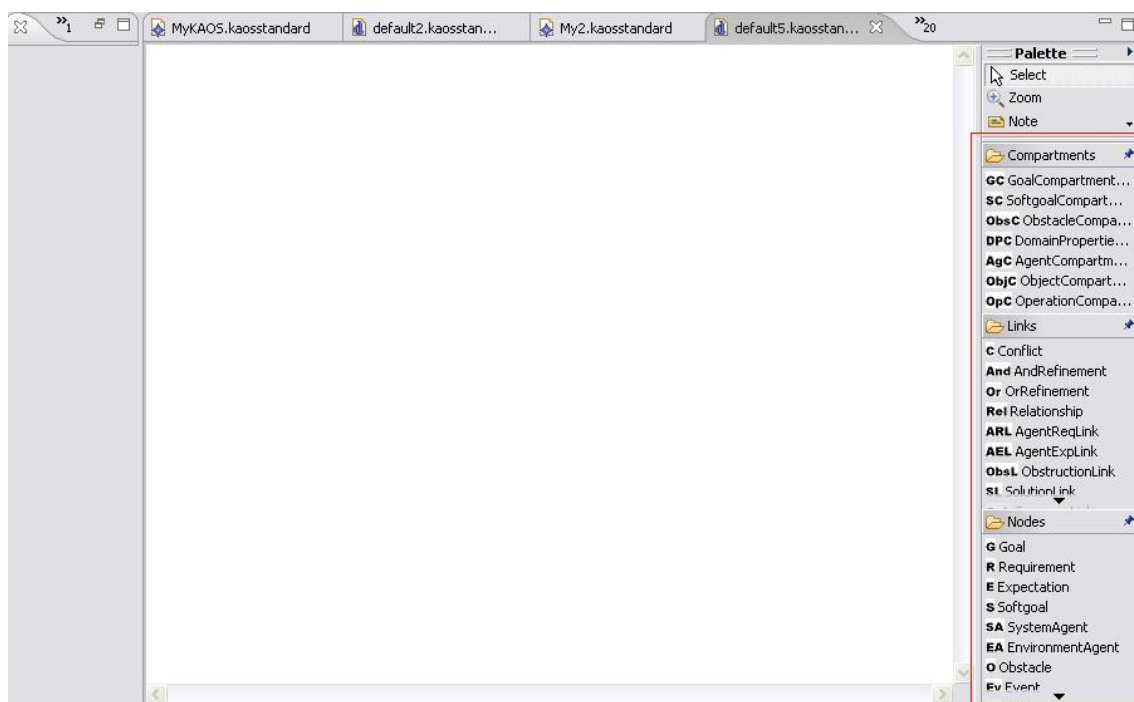 »1
MyKAOS.kaosstandard
default2.kaosstan...
My2.kaosstandard
default5.kaosstan...
»20
Palette
Select
Zoom
Note
Compartments
GC GoalCompartment...
SC SoftgoalCompart...
ObsC ObstacleCompa...
DPC DomainPropertie...
AgC AgentCompartm...
ObjC ObjectCompart...
OpC OperationCompa...
Links
C Conflict
And AndRefinement
Or OrRefinement
Rel Relationship
ARL AgentReqLink
AEL AgentExpLink
ObsL ObstructionLink
SL SolutionLink
Nodes
G Goal
R Requirement
E Expectation
S Softgoal
SA SystemAgent
EA EnvironmentAgent
O Obstacle
Ev Event